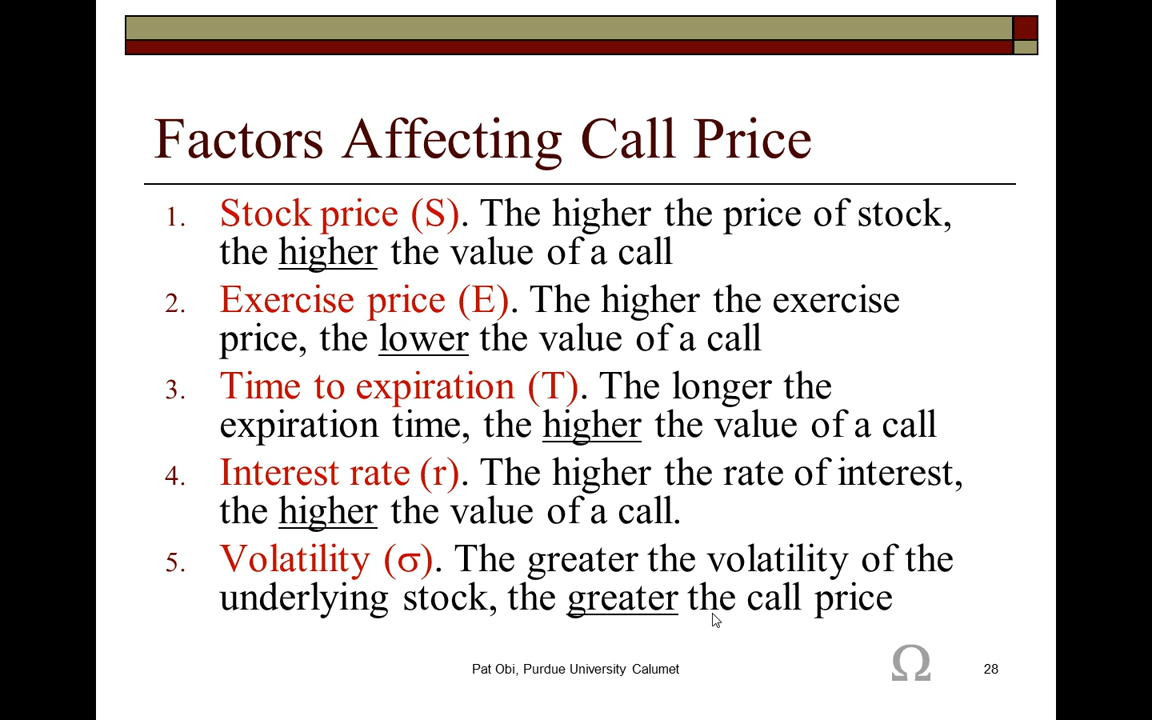 Factors Affecting Call Price
1. Stock price (S). The higher the price of stock,
the higher the value of a call
2. Exercise price (E). The higher the exercise
price, the lower the value of a call
3. Time to expiration (T). The longer the
expiration time, the higher the value of a call
4. Interest rate (r). The higher the rate of interest,
the higher the value of a call.
5. Volatility (σ). The greater the volatility of the
underlying stock, the greater the call price
Pat Obi, Purdue University Calumet
Ω
28